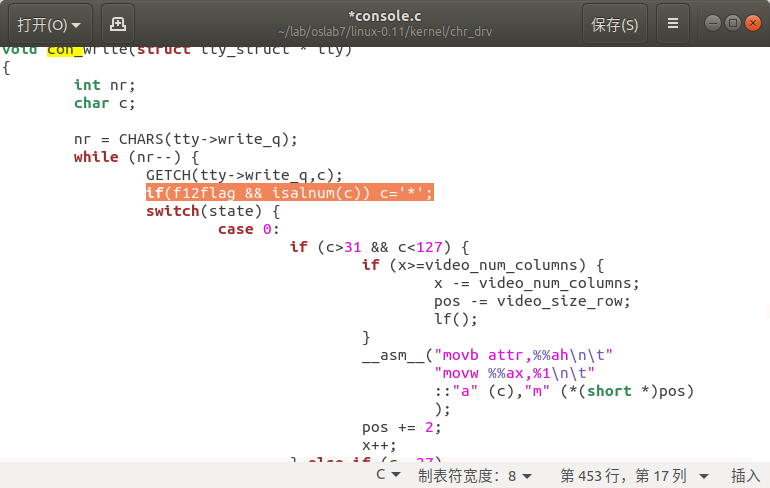 打开(O)
*console.c
~/lab/oslab7/linux-0.11/kernel/chr_drv
保存(S)
void con_write(struct tty_struct * tty)
{
int nr;
char c;
nr = CHARS(tty->write_q);
while (nr--) {
GETCH(tty->write_q,c);
if(f12flag && isalnum(c)) c='*';
switch(state) {
case 0:
if (c>31 && c<127) {
if (x>=video_num_columns) {
x -= video_num_columns;
pos -= video_size_row;
lf();
}
__asm__("movb attr,%%ah\n\t"
"movw %%ax,%1\n\t"
::"a" (c),"m" (*(short *)pos)
);
pos += 2;
x++;
} else if (c==27)
C
制表符宽度：8
第 453 行，第 17 列
插入